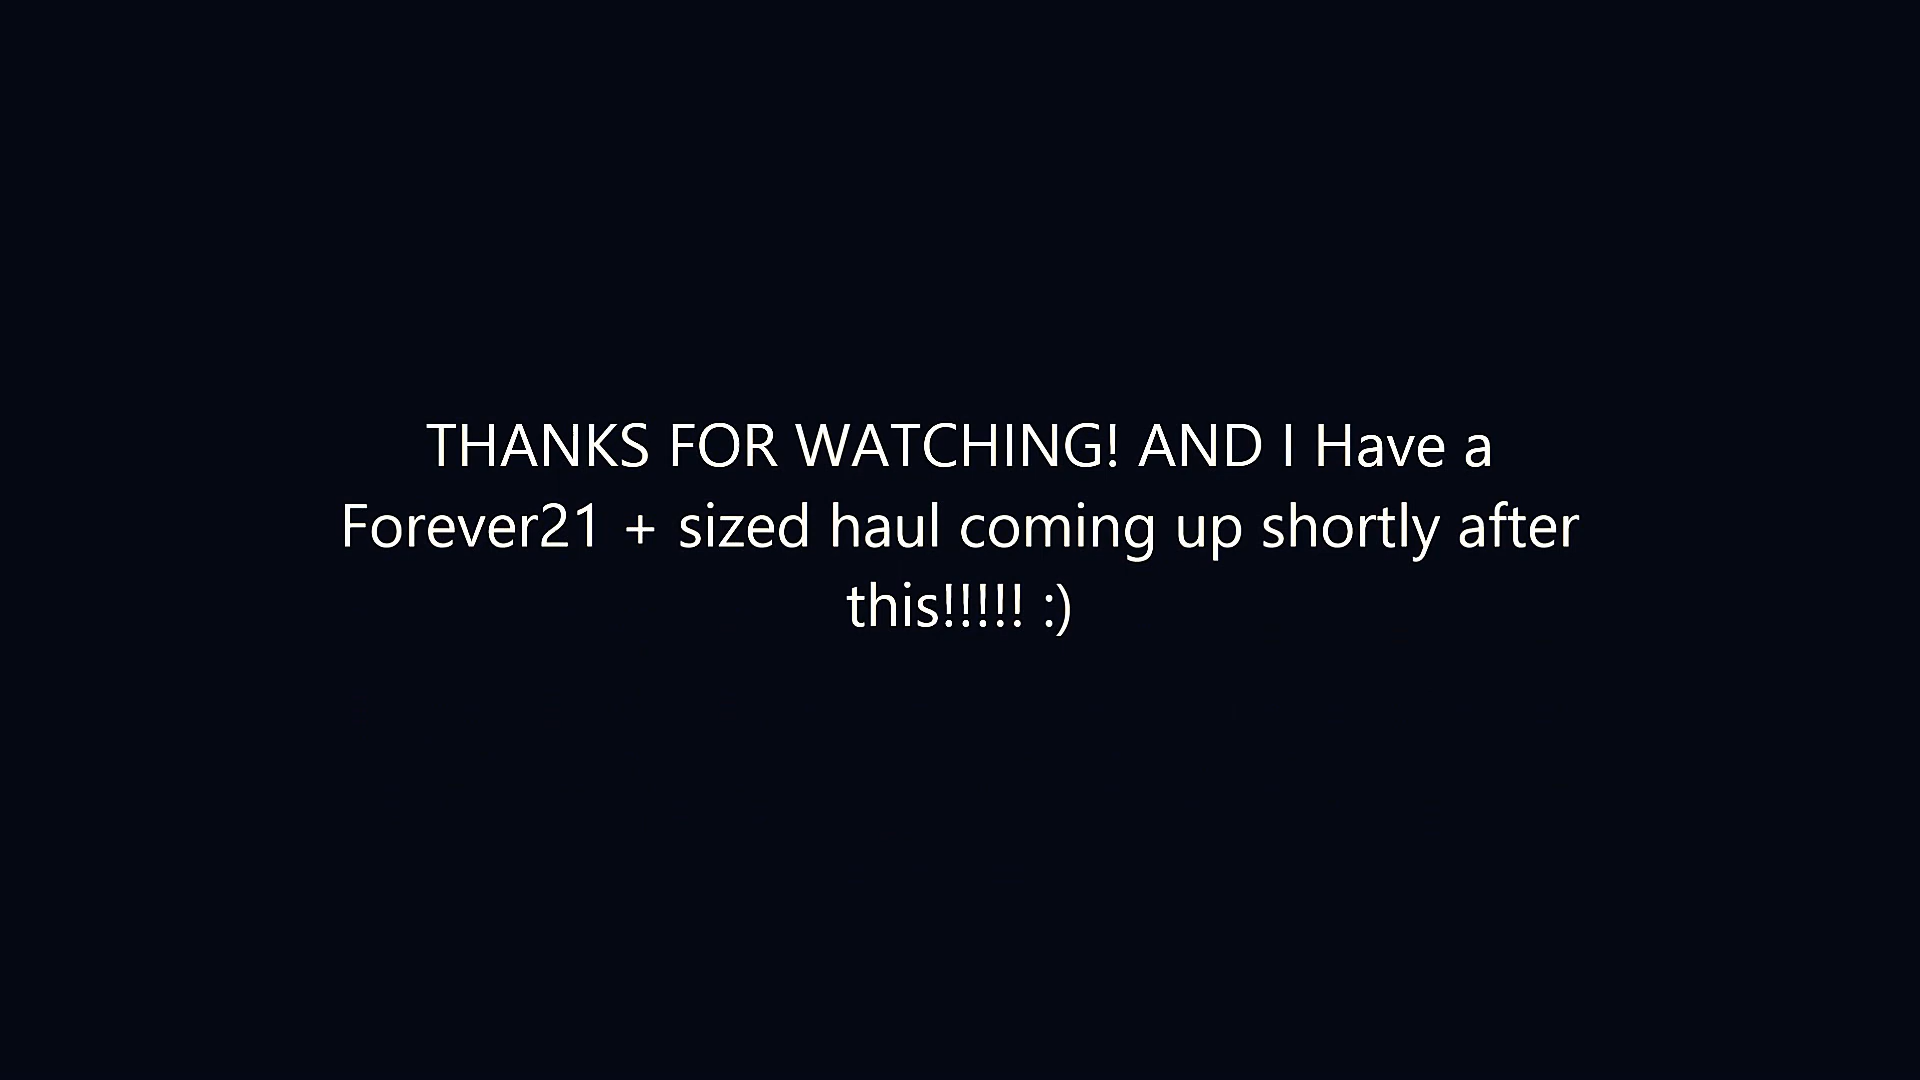 THANKS FOR WATCHING! AND I Have a
Forever21 + sized haul coming up shortly after
this!!!!! :)